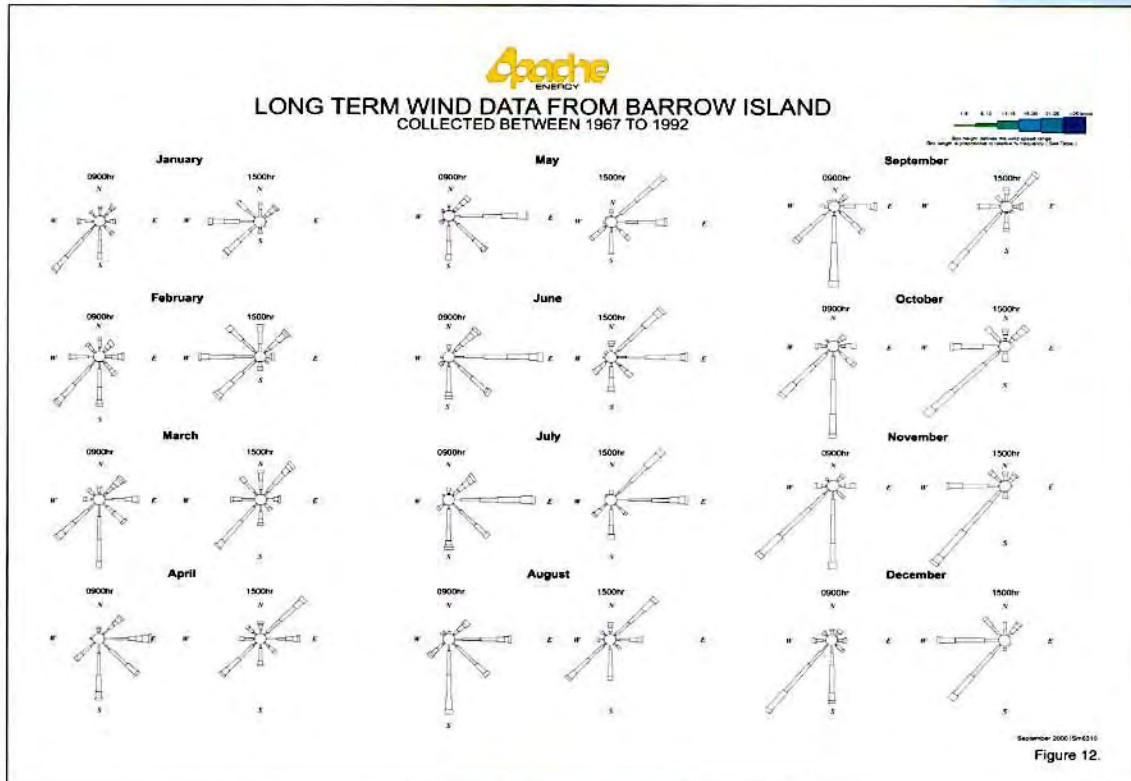 Apache
ENERGY
LONG TERM WIND DATA FROM BARROW ISLAND
COLLECTED BETWEEN 1967 TO 1992
January
0900hr 1500hr
N N
W E W E
S S
February
0900hr 1500hr
N N
W E W E
S S
March
0900hr 1500hr
N N
W E W E
S S
April
0900hr 1500hr
N N
W E W E
S S
May
0900hr 1500hr
N N
W E W E
S S
June
0900hr 1500hr
N N
W E W E
S S
July
0900hr 1500hr
N N
W E W E
S S
August
0900hr 1500hr
N N
W E W E
S S
September
0900hr 1500hr
N N
W E W E
S S
October
0900hr 1500hr
N N
W E W E
S S
November
0900hr 1500hr
N N
W E W E
S S
December
0900hr 1500hr
N N
W E W E
S S
September 2000
Figure 12.